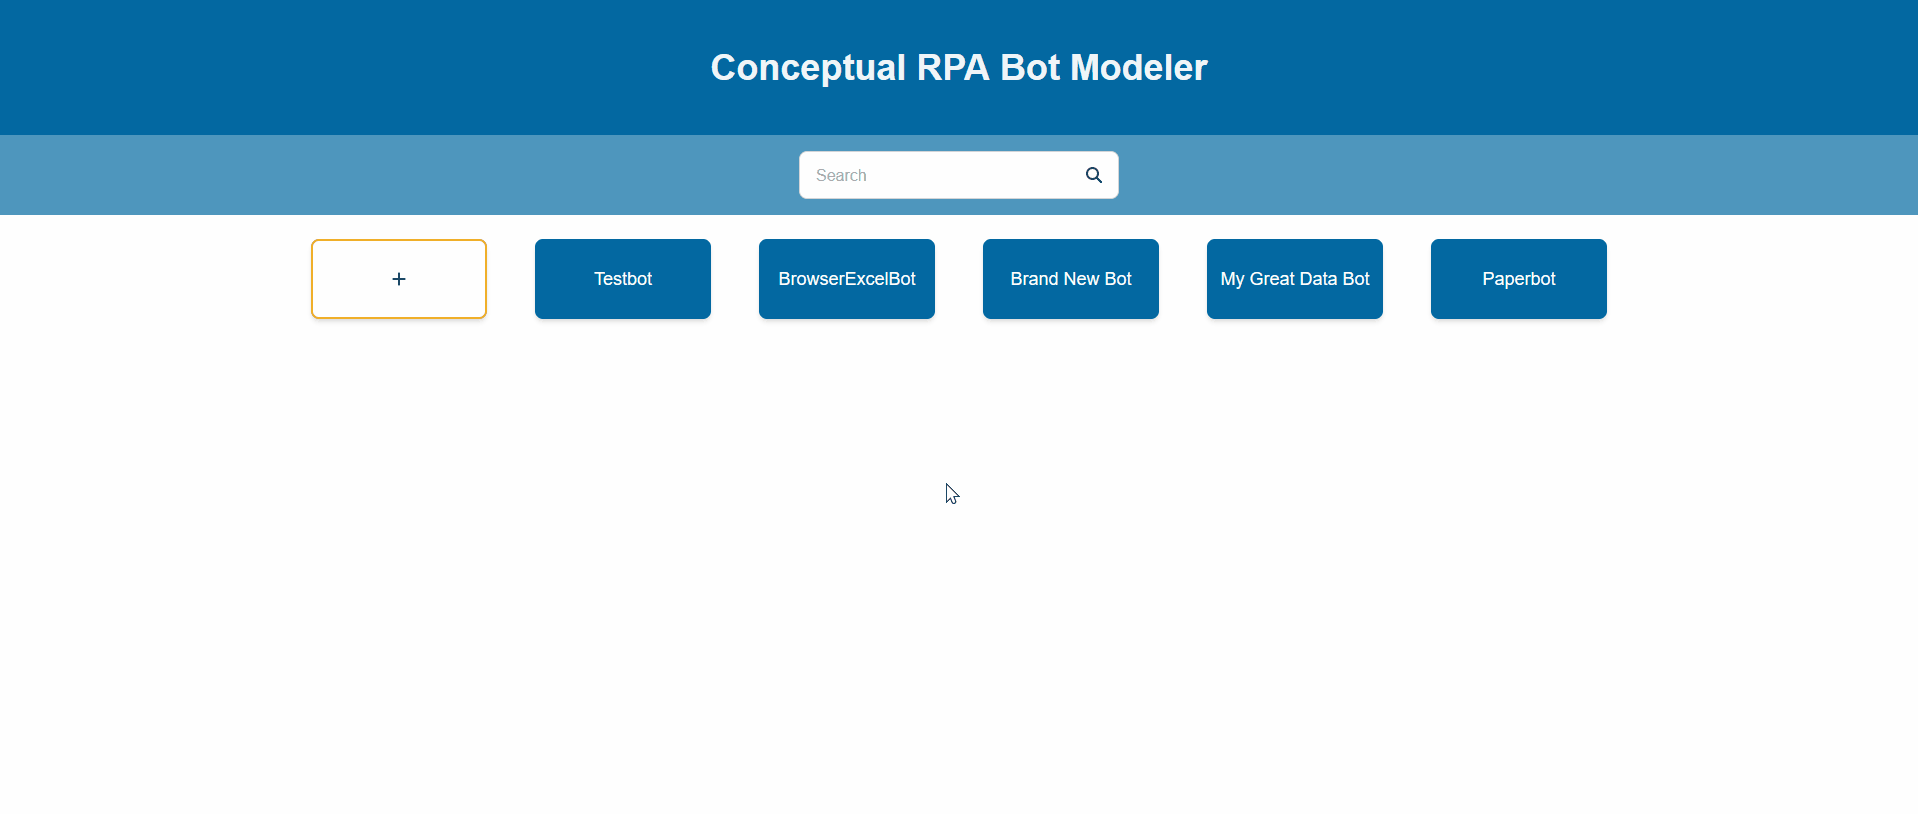 Conceptual RPA Bot Modeler
Search
+
Testbot
BrowserExcelBot
Brand New Bot
My Great Data Bot
Paperbot